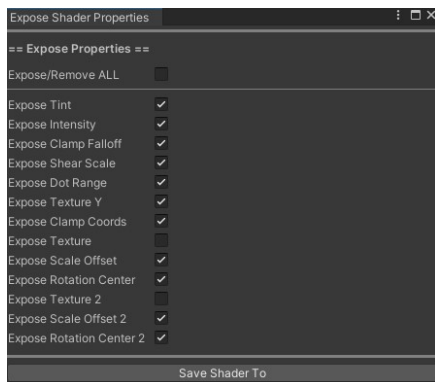 Expose Shader Properties
== Expose Properties ==
Expose/Remove ALL
Expose Tint
Expose Intensity
Expose Clamp Falloff
Expose Shear Scale
Expose Dot Range
Expose Texture Y
Expose Clamp Coords
Expose Texture
Expose Scale Offset
Expose Rotation Center
Expose Texture 2
Expose Scale Offset 2
Expose Rotation Center 2
Save Shader To